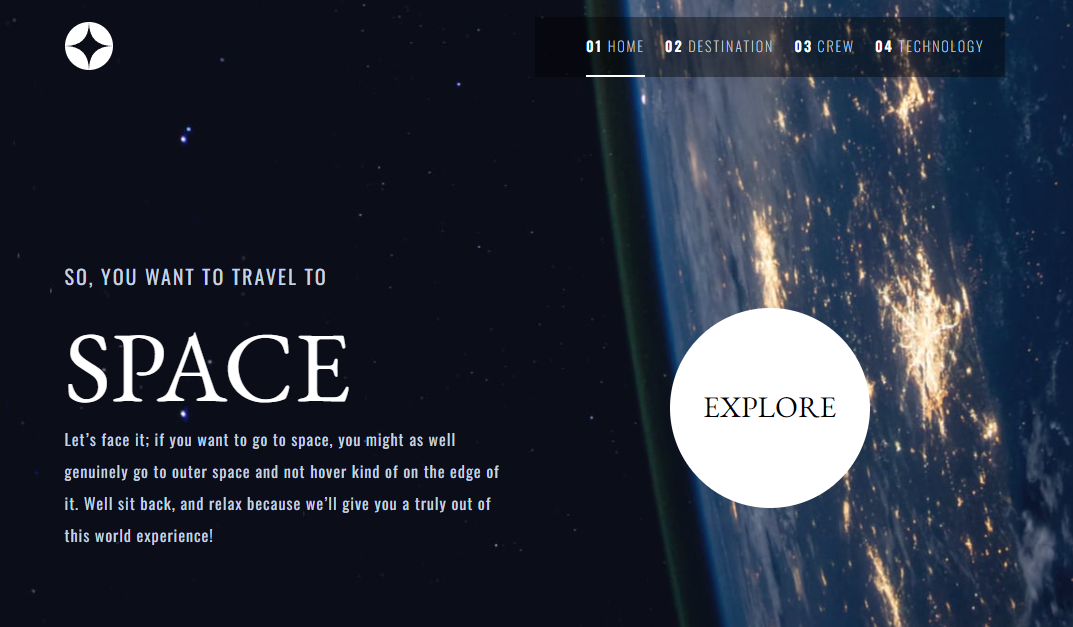 01 HOME 02 DESTINATION 03 CREW 04 TECHNOLOGY
SO, YOU WANT TO TRAVEL TO
SPACE
Let’s face it; if you want to go to space, you might as well
genuinely go to outer space and not hover kind of on the edge of
it. Well sit back, and relax because we’ll give you a truly out of
this world experience!
EXPLORE